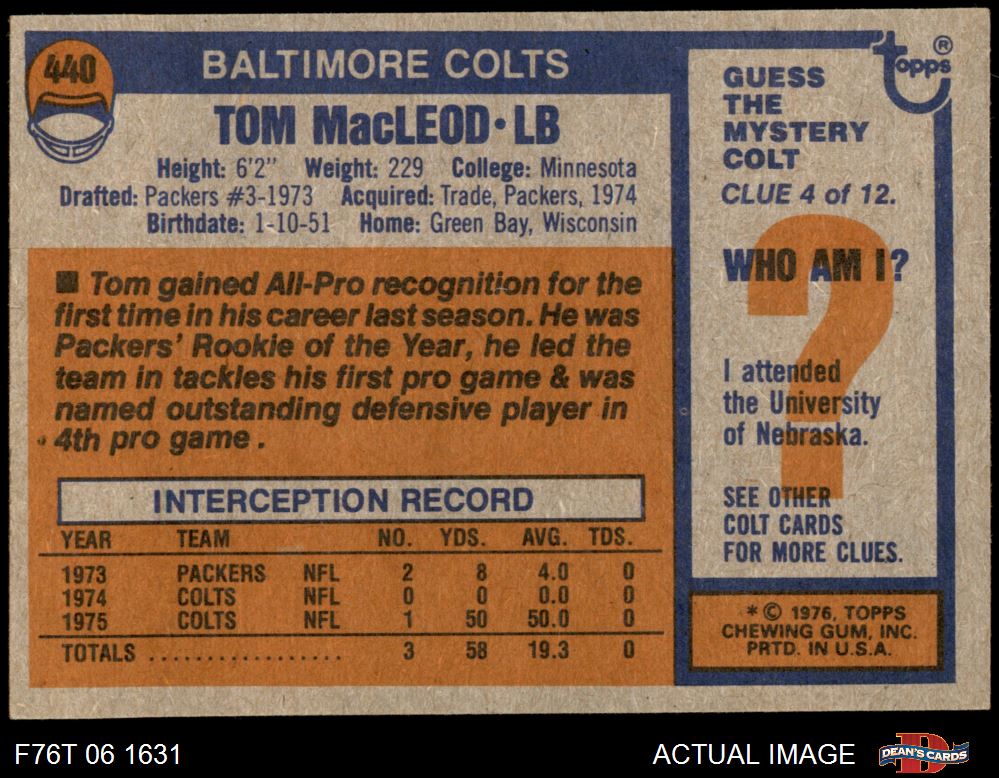 440
BALTIMORE COLTS
TOM MacLEOD · LB
Height: 6'2" Weight: 229 College: Minnesota
Drafted: Packers #3-1973 Acquired: Trade, Packers, 1974
Birthdate: 1-10-51 Home: Green Bay, Wisconsin
■ Tom gained All-Pro recognition for the
first time in his career last season. He was
Packers' Rookie of the Year, he led the
team in tackles his first pro game & was
named outstanding defensive player in
4th pro game.
INTERCEPTION RECORD
YEAR TEAM NO. YDS. AVG. TDS.
1973 PACKERS NFL 2 8 4.0 0
1974 COLTS NFL 0 0 0.0 0
1975 COLTS NFL 1 50 50.0 0
TOTALS .................. 3 58 19.3 0
topps ®
GUESS
THE
MYSTERY
COLT
CLUE 4 of 12.
WHO AM I?
?
I attended
the University
of Nebraska.
SEE OTHER
COLT CARDS
FOR MORE CLUES.
* © 1976, TOPPS
CHEWING GUM, INC.
PRTD. IN U.S.A.
F76T 06 1631
ACTUAL IMAGE
D
DEAN'S CARDS